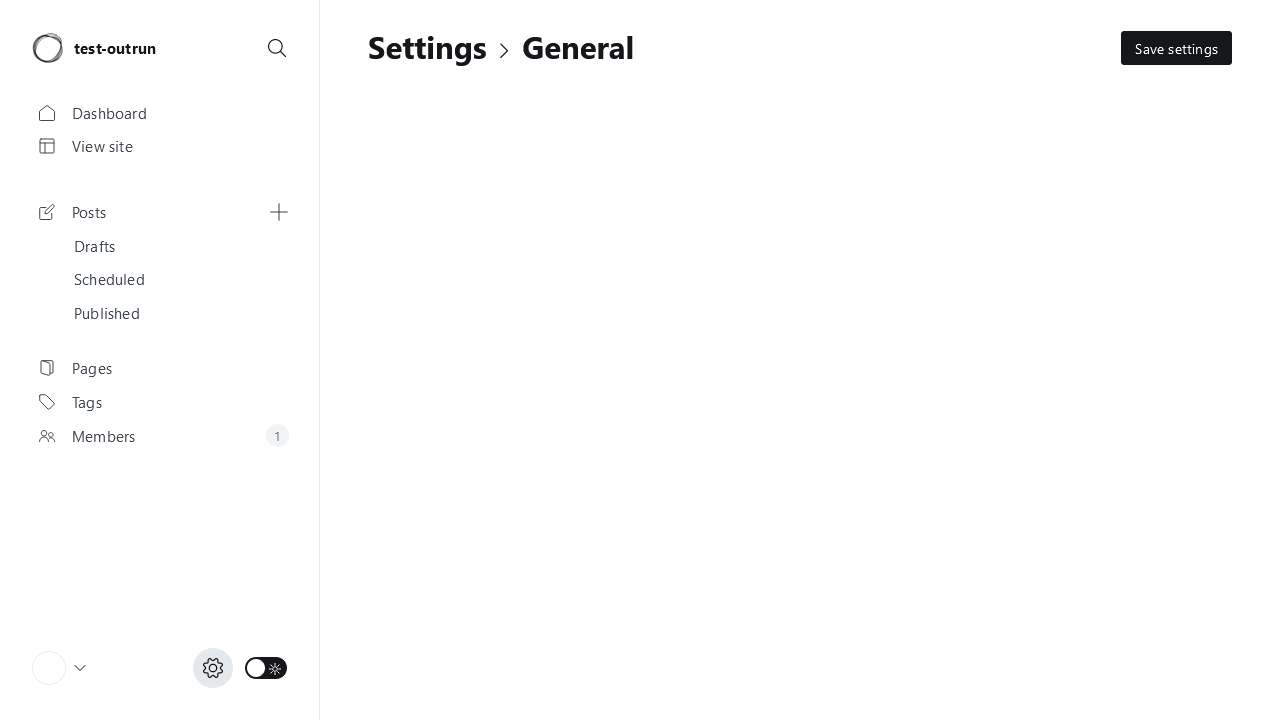 test-outrun
Settings General
Save settings
Dashboard
View site
Posts
Drafts
Scheduled
Published
Pages
Tags
Members 1